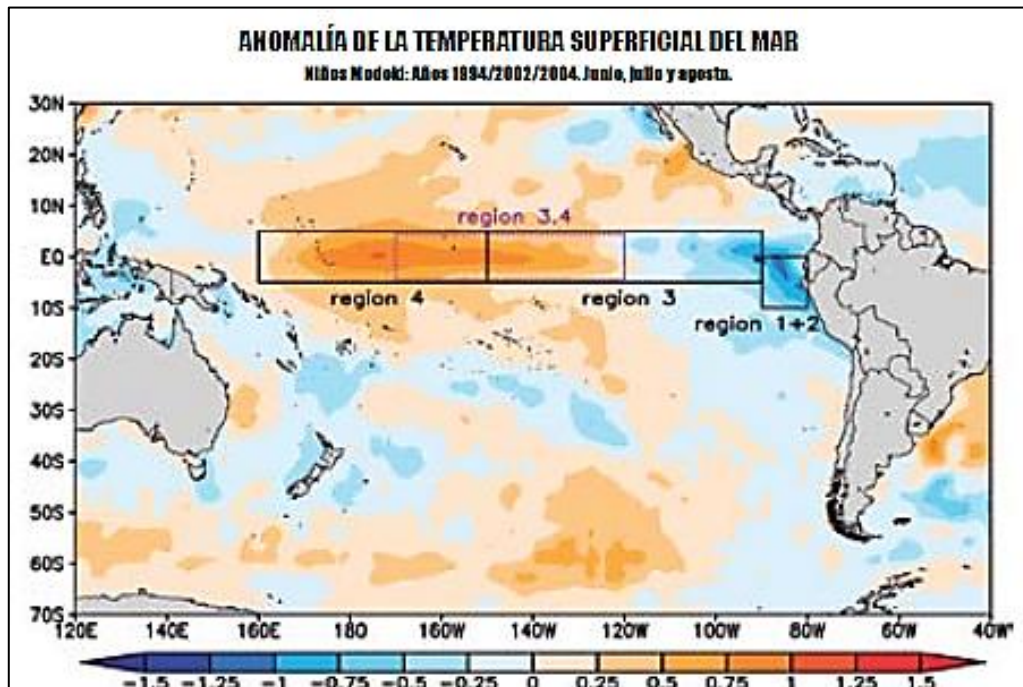 ANOMALÍA DE LA TEMPERATURA SUPERFICIAL DEL MAR
Niños Modoki: Años 1994/2002/2004. Junio, julio y agosto.
30N
20N
10N
EQ
10S
20S
30S
40S
50S
60S
70S
region 3.4
region 4
region 3
region 1+2
120E 140E 160E 180 160W 140W 120W 100W 80W 60W 40W
-1.5 -1.25 -1 -0.75 -0.5 -0.25 0 0.25 0.5 0.75 1 1.25 1.5